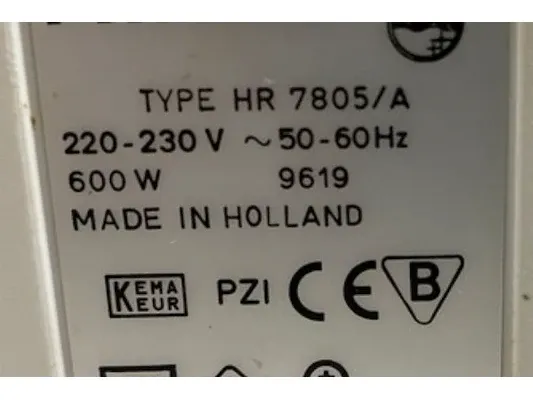 TYPE HR 7805/A
220-230 V ~ 50-60Hz
600 W 9619
MADE IN HOLLAND
KEMA KEUR PZI CE B